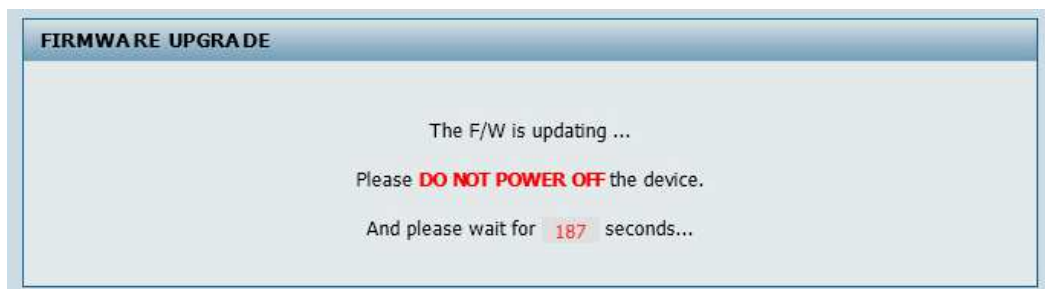 FIRMWARE UPGRADE
The F/W is updating ...
Please DO NOT POWER OFF the device.
And please wait for 187 seconds...